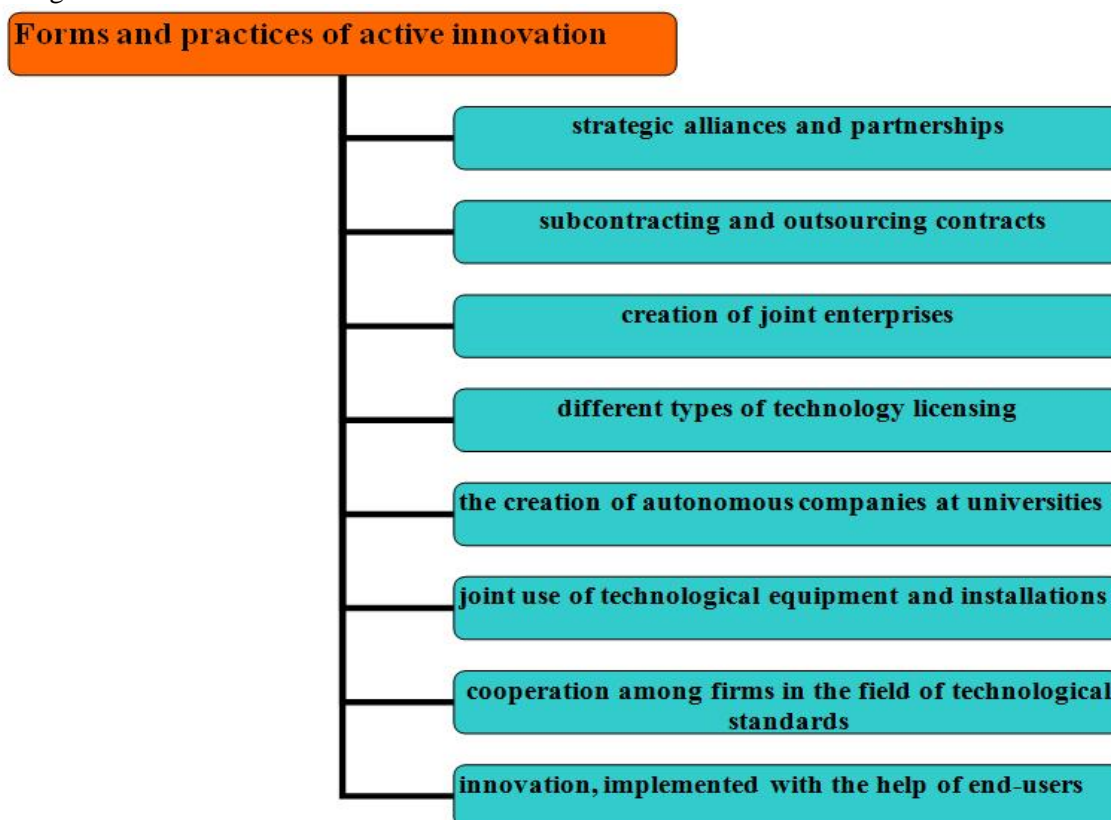 Forms and practices of active innovation
strategic alliances and partnerships
subcontracting and outsourcing contracts
creation of joint enterprises
different types of technology licensing
the creation of autonomous companies at universities
joint use of technological equipment and installations
cooperation among firms in the field of technological
standards
innovation, implemented with the help of end-users